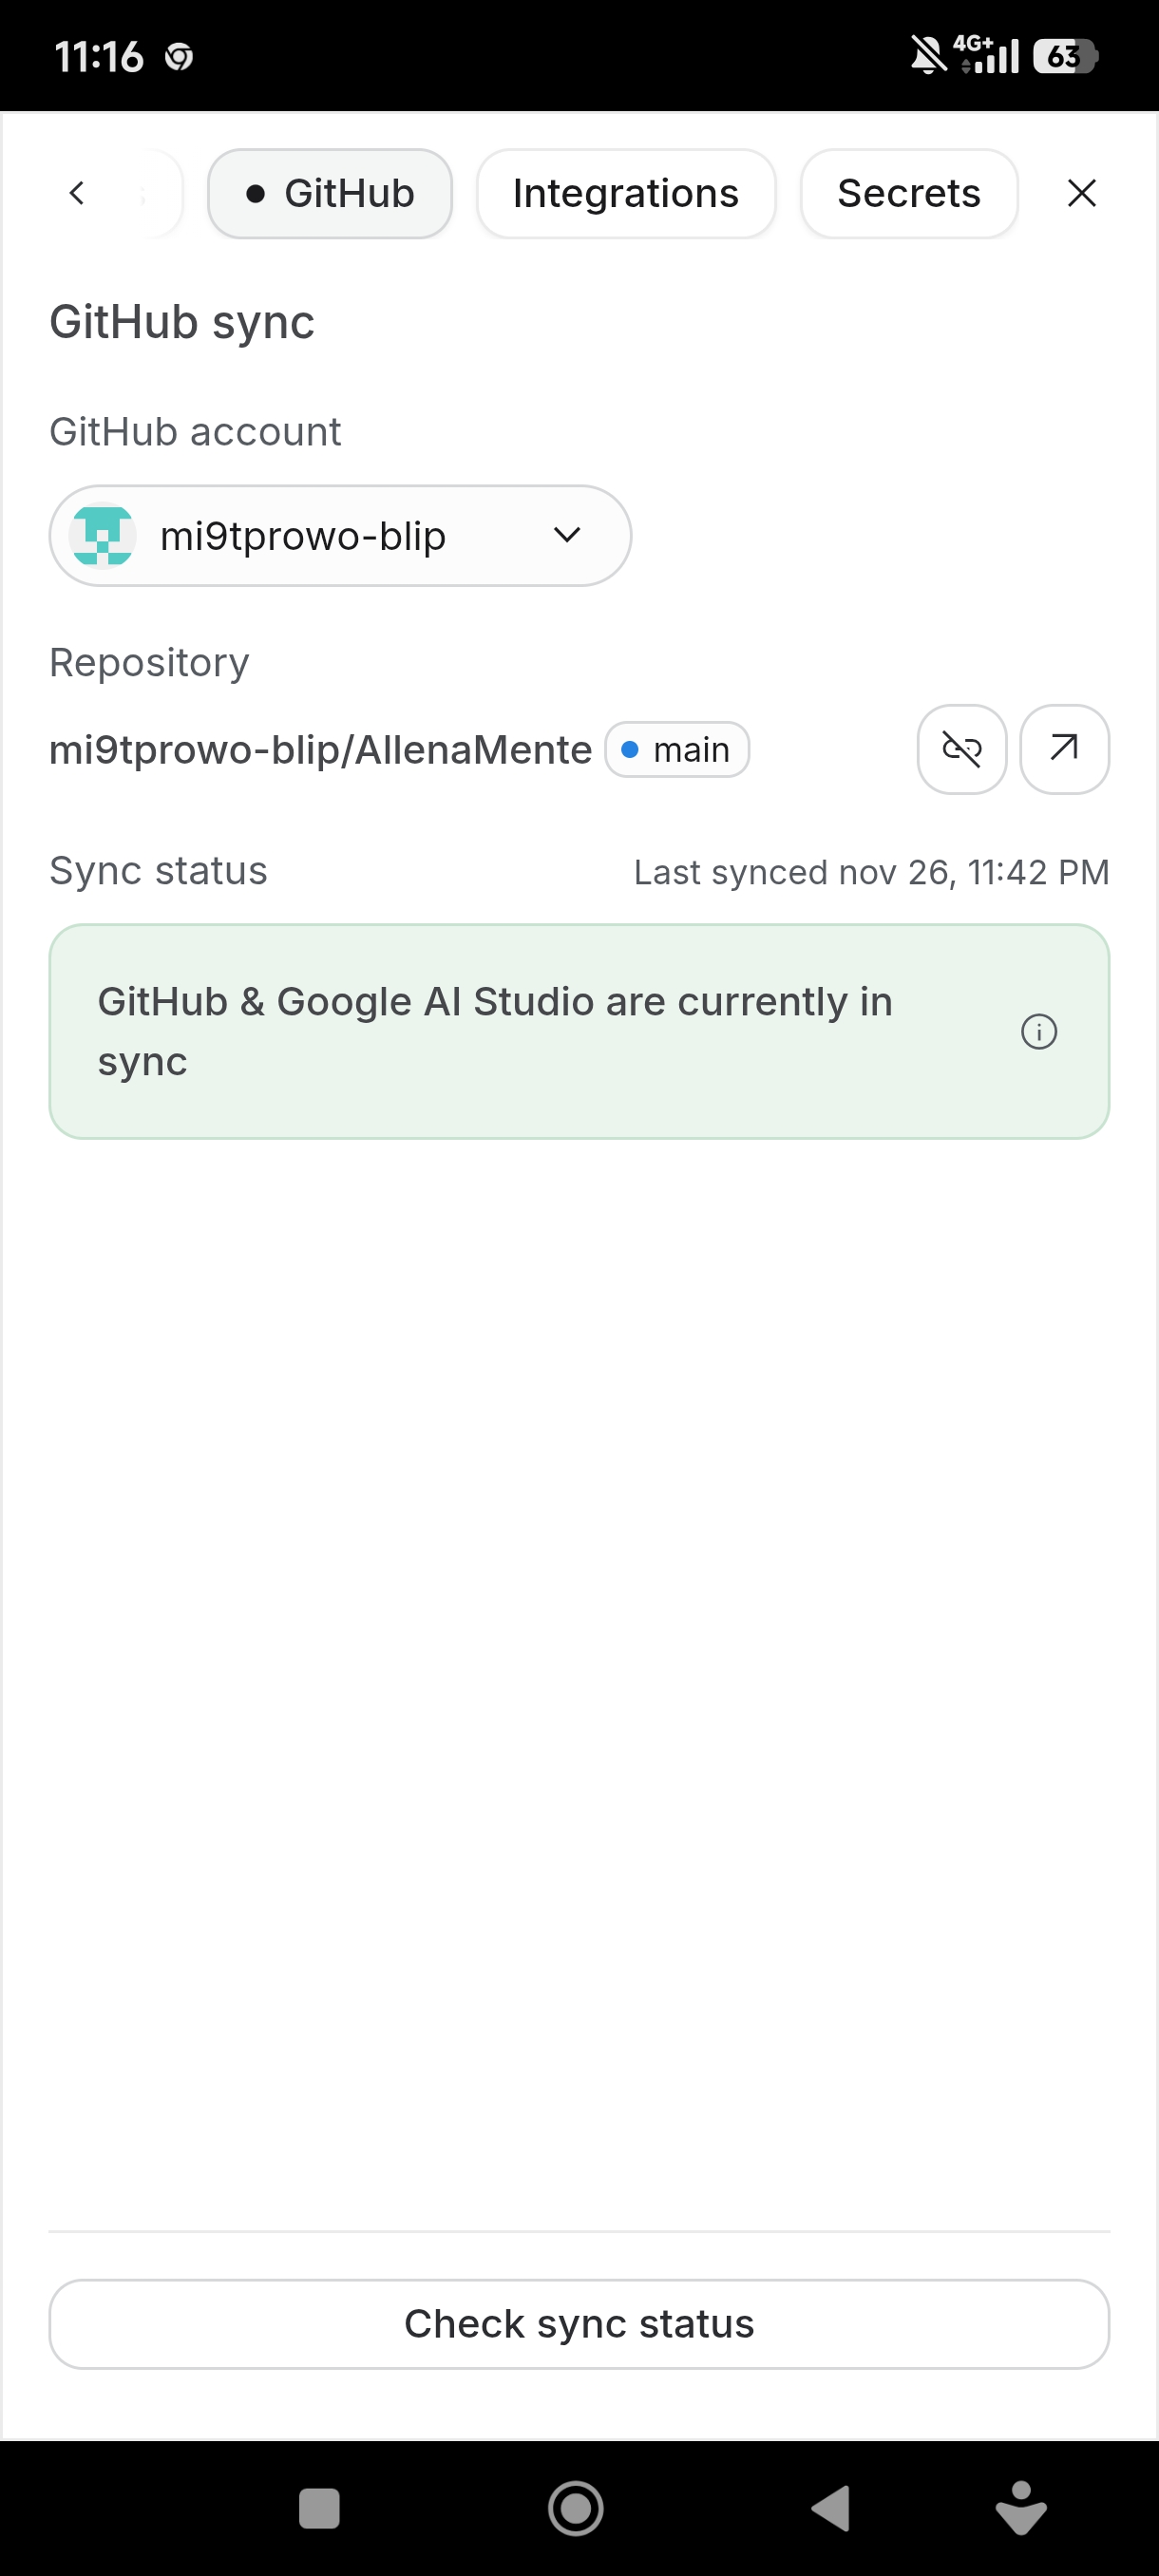 11:16
4G+
63
GitHub
Integrations
Secrets
GitHub sync
GitHub account
mi9tprowo-blip
Repository
mi9tprowo-blip/AllenaMente
main
Sync status
Last synced nov 26, 11:42 PM
GitHub & Google AI Studio are currently in
sync
Check sync status